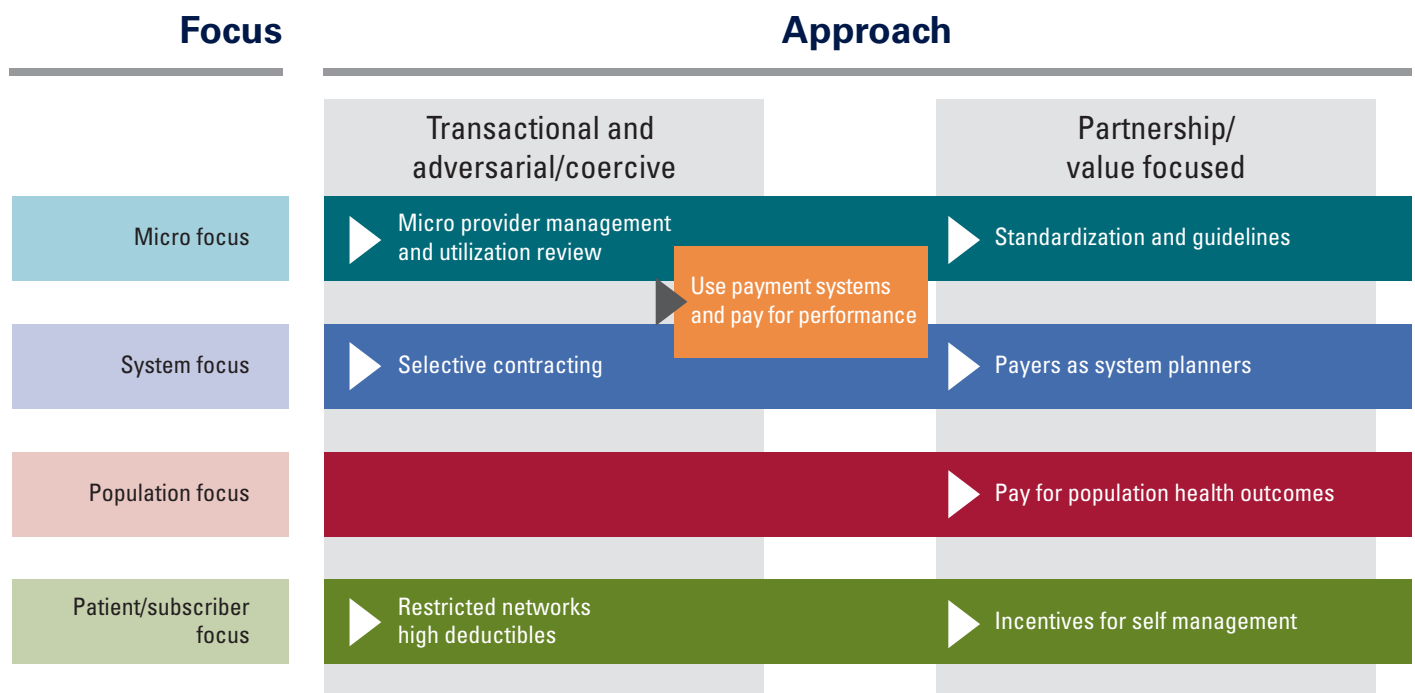 Focus
Approach
Transactional and
adversarial/coercive
Partnership/
value focused
Micro focus
Micro provider management
and utilization review
Standardization and guidelines
Use payment systems
and pay for performance
System focus
Selective contracting
Payers as system planners
Population focus
Pay for population health outcomes
Patient/subscriber
focus
Restricted networks
high deductibles
Incentives for self management